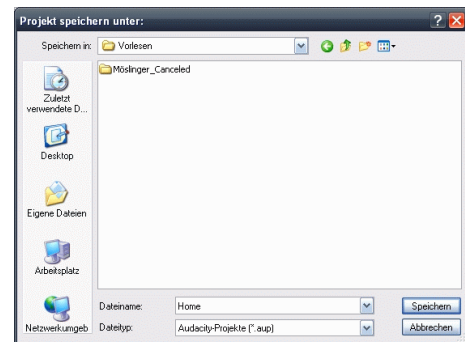 Projekt speichern unter:
Speichern in:
Vorlesen
Möslinger_Canceled
Zuletzt
verwendete D...
Desktop
Eigene Dateien
Arbeitsplatz
Netzwerkumgeb
Dateiname:
Home
Speichern
Dateityp:
Audacity-Projekte (*.aup)
Abbrechen